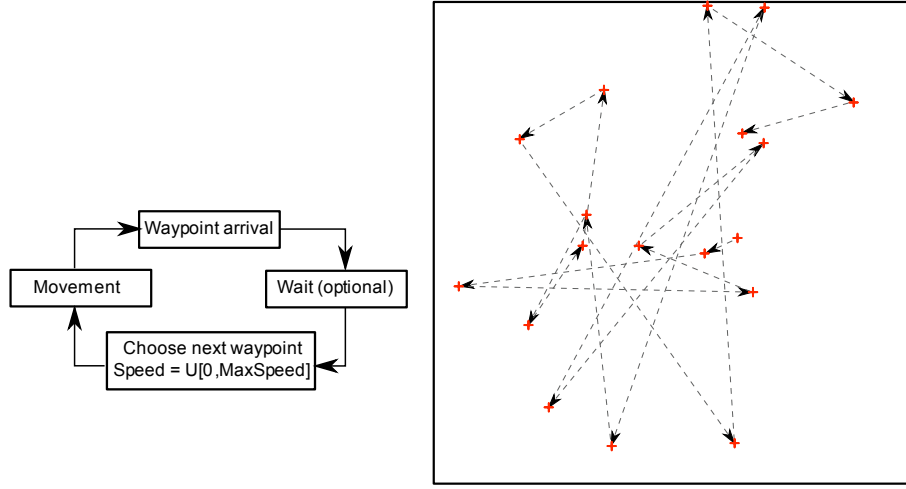 Waypoint arrival
Movement
Wait (optional)
Choose next waypoint
Speed = U[0,MaxSpeed]